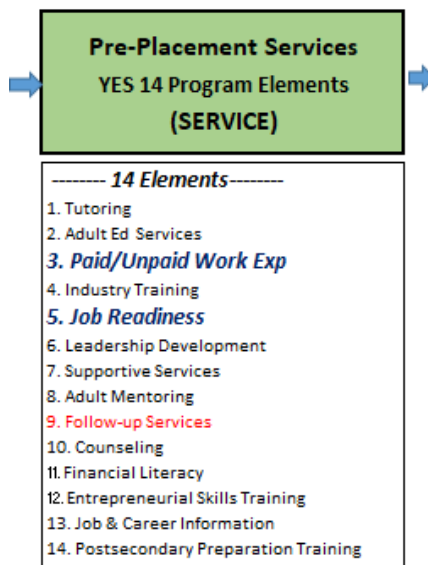 Pre-Placement Services
YES 14 Program Elements
(SERVICE)
-------- 14 Elements--------
1. Tutoring
2. Adult Ed Services
3. Paid/Unpaid Work Exp
4. Industry Training
5. Job Readiness
6. Leadership Development
7. Supportive Services
8. Adult Mentoring
9. Follow-up Services
10. Counseling
11. Financial Literacy
12. Entrepreneurial Skills Training
13. Job & Career Information
14. Postsecondary Preparation Training